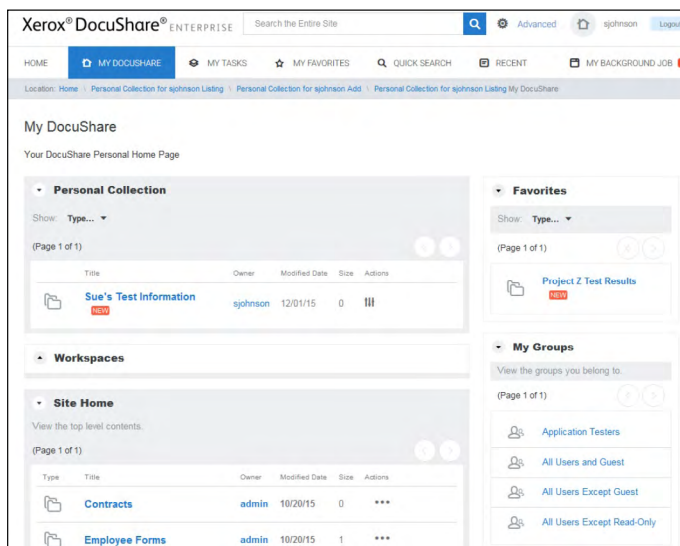 Xerox® DocuShare® ENTERPRISE
Search the Entire Site
Advanced
sjohnson
Logout
HOME
MY DOCUSHARE
MY TASKS
MY FAVORITES
QUICK SEARCH
RECENT
MY BACKGROUND JOB
Location: Home \ Personal Collection for sjohnson Listing \ Personal Collection for sjohnson Add \ Personal Collection for sjohnson Listing My DocuShare
My DocuShare
Your DocuShare Personal Home Page
Personal Collection
Show: Type...
(Page 1 of 1)
Title Owner Modified Date Size Actions
Sue's Test Information sjohnson 12/01/15 0
NEW
Workspaces
Site Home
View the top level contents.
(Page 1 of 1)
Type Title Owner Modified Date Size Actions
Contracts admin 10/20/15 0
Employee Forms admin 10/20/15 1
Favorites
Show: Type...
(Page 1 of 1)
Project Z Test Results
NEW
My Groups
View the groups you belong to.
(Page 1 of 1)
Application Testers
All Users and Guest
All Users Except Guest
All Users Except Read-Only